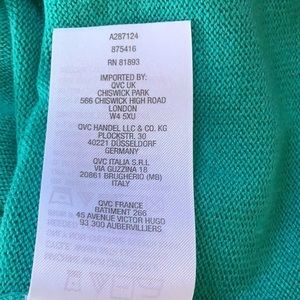 A287124
875416
RN 81893
IMPORTED BY:
QVC UK
CHISWICK PARK
566 CHISWICK HIGH ROAD
LONDON
W4 5XU
QVC HANDEL LLC & CO. KG
PLOCKSTR. 30
40221 DÜSSELDORF
GERMANY
QVC ITALIA S.R.L
VIA GUZZINA 18
20861 BRUGHERIO (MB)
ITALY
QVC FRANCE
BATIMENT 266
45 AVENUE VICTOR HUGO
93 300 AUBERVILLIERS